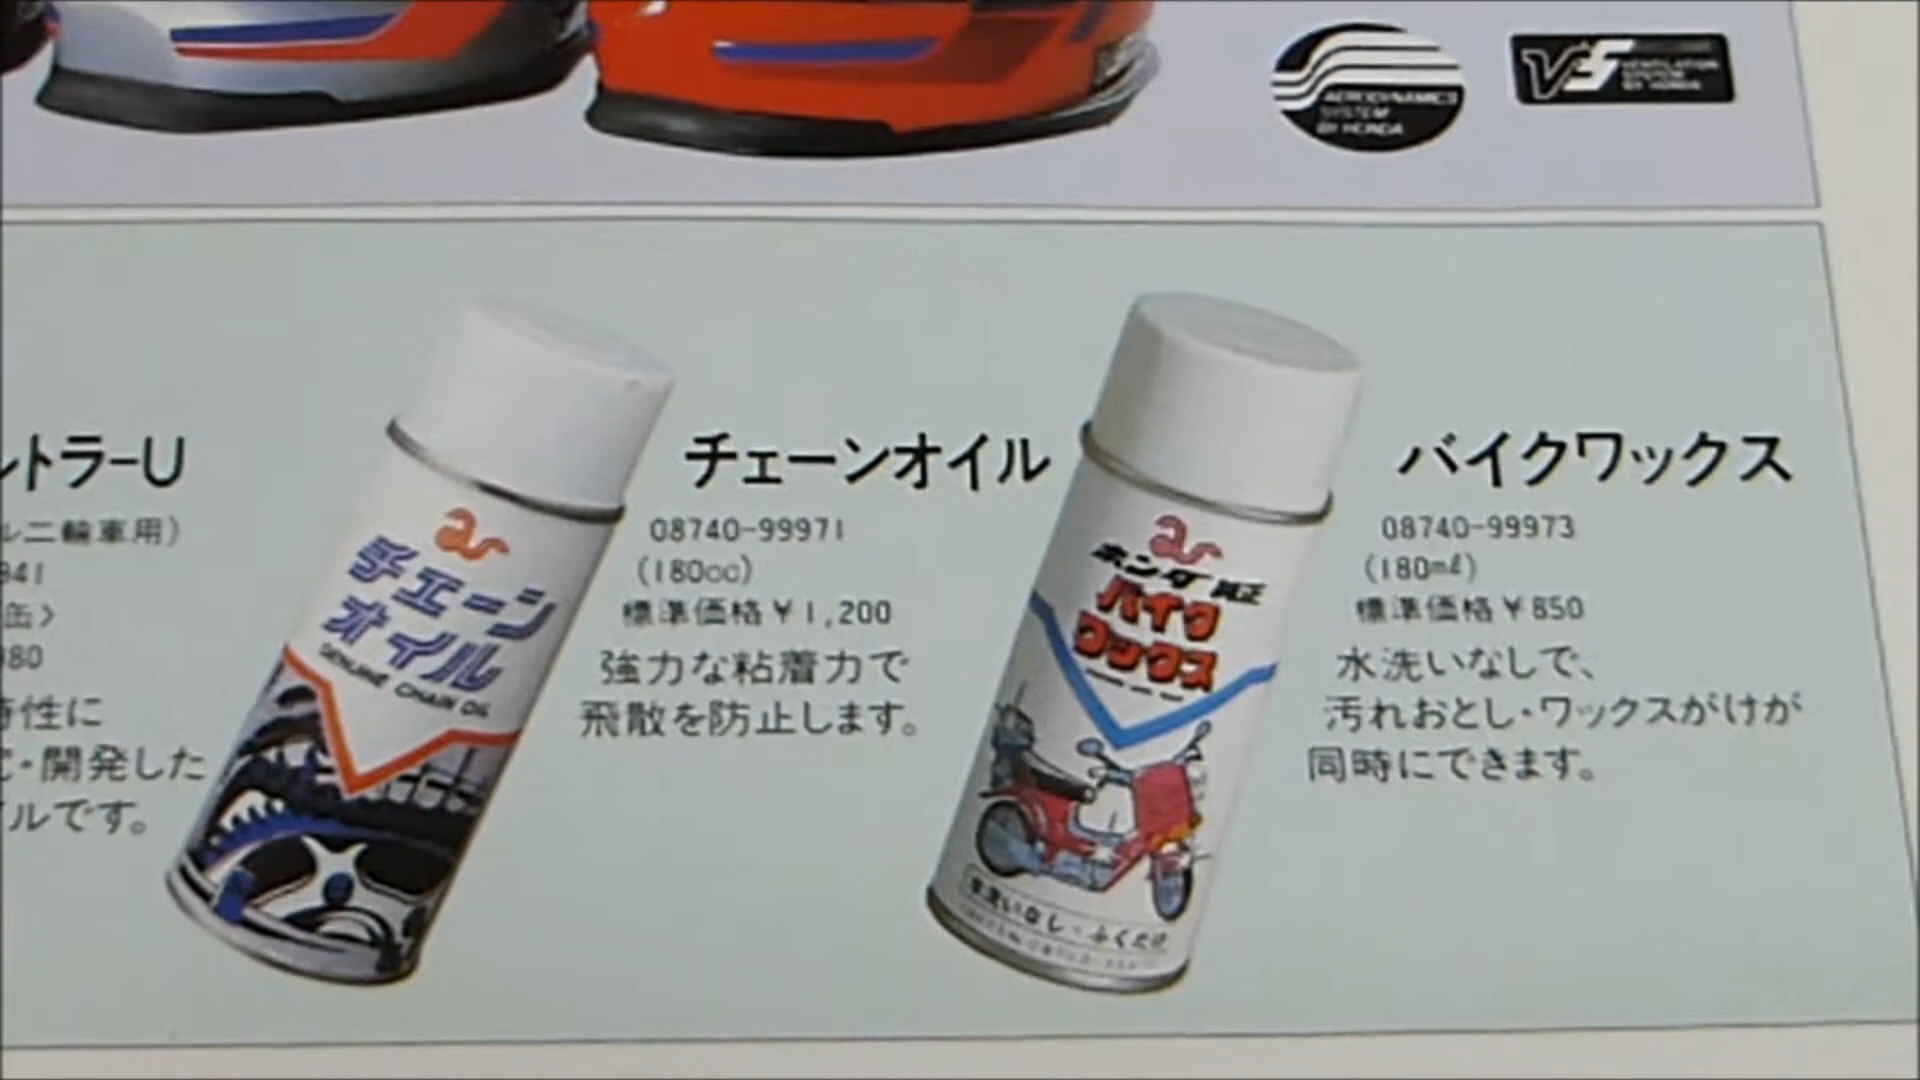 AERODYNAMICS
SYSTEM
BY HONDA
VS VENTILATION
SYSTEM
BY HONDA
ルトラ-U
ル二輪車用)
941
缶>
980
・開発した
ルです。
チェーン
オイル
GENUINE CHAIN OIL
チェーンオイル
08740-99971
(180cc)
標準価格¥1,200
強力な粘着力で
飛散を防止します。
ホンダ純正
バイク
ワックス
水洗いなし・ふくだけ
バイクワックス
08740-99973
(180mℓ)
標準価格¥850
水洗いなしで、
汚れおとし・ワックスがけが
同時にできます。